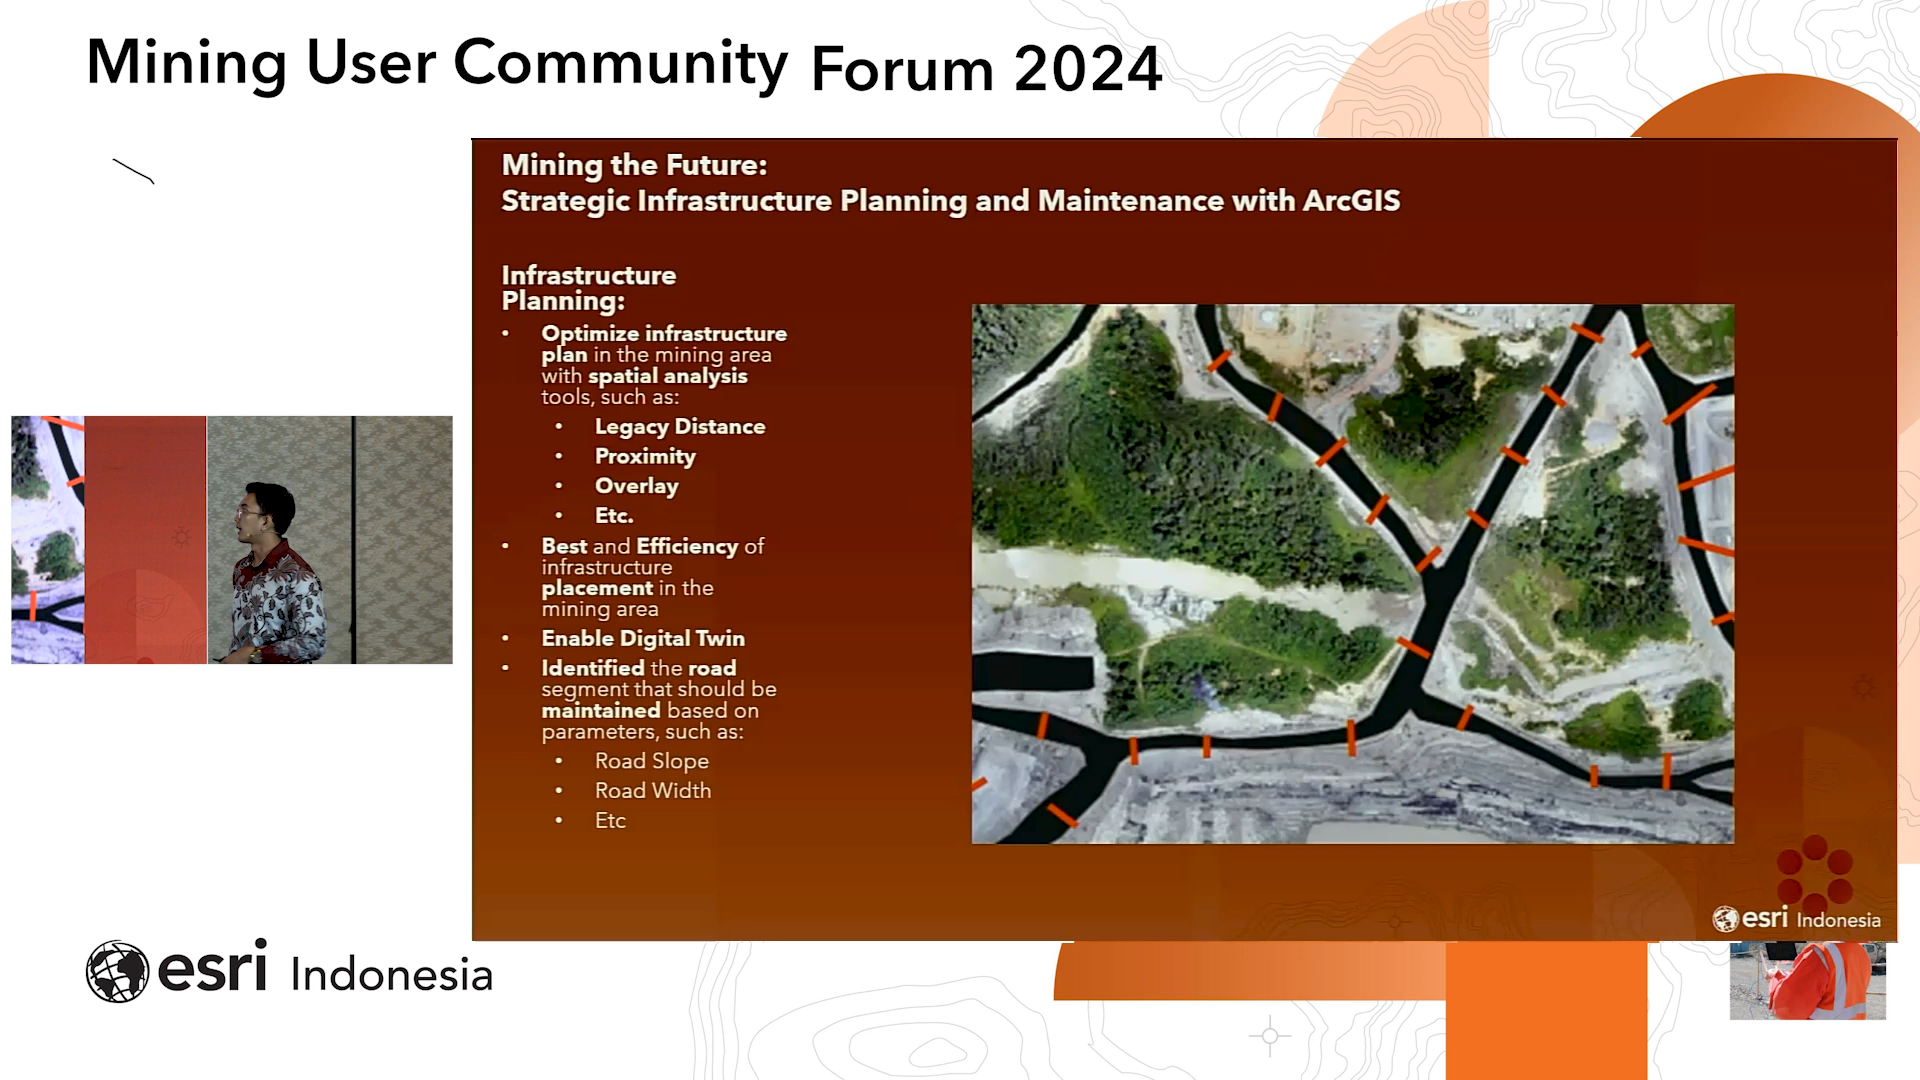 Mining User Community Forum 2024
Mining the Future:
Strategic Infrastructure Planning and Maintenance with ArcGIS
Infrastructure
Planning:
• Optimize infrastructure
plan in the mining area
with spatial analysis
tools, such as:
• Legacy Distance
• Proximity
• Overlay
• Etc.
• Best and Efficiency of
infrastructure
placement in the
mining area
• Enable Digital Twin
• Identified the road
segment that should be
maintained based on
parameters, such as:
• Road Slope
• Road Width
• Etc
esri Indonesia
esri Indonesia